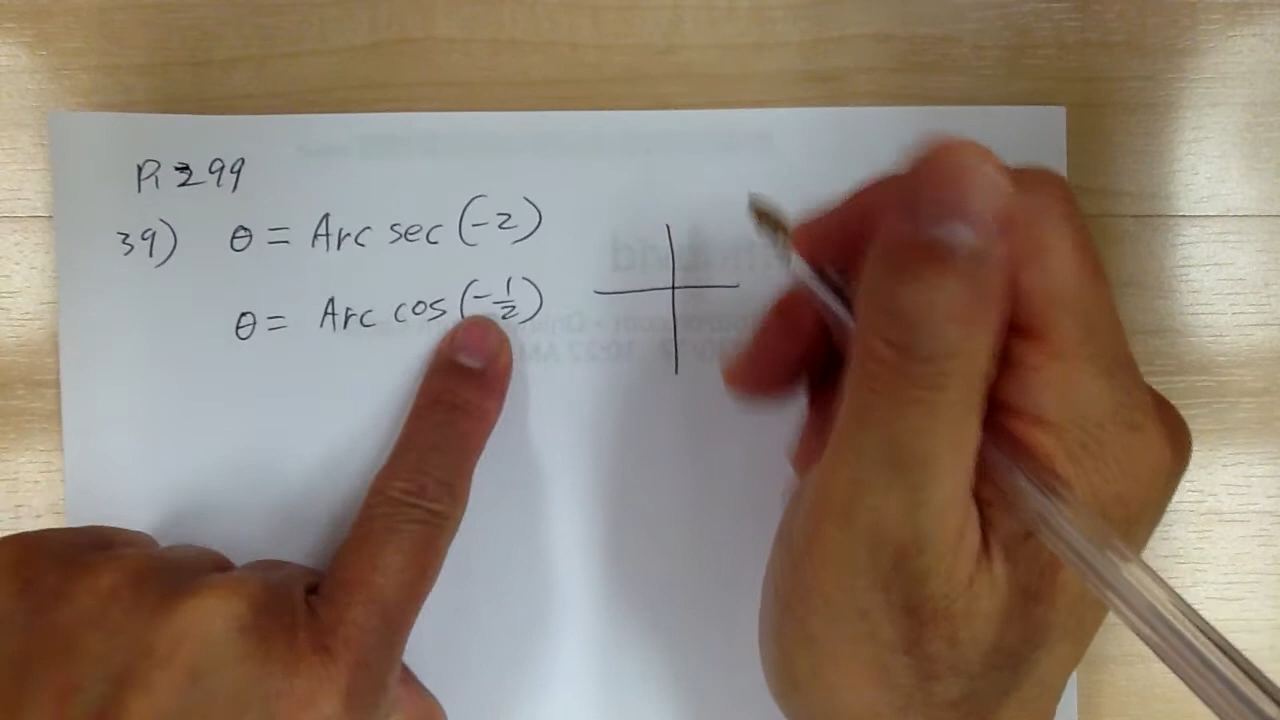 P. 299
39) θ = Arc sec (-2)
θ = Arc cos (-1/2)